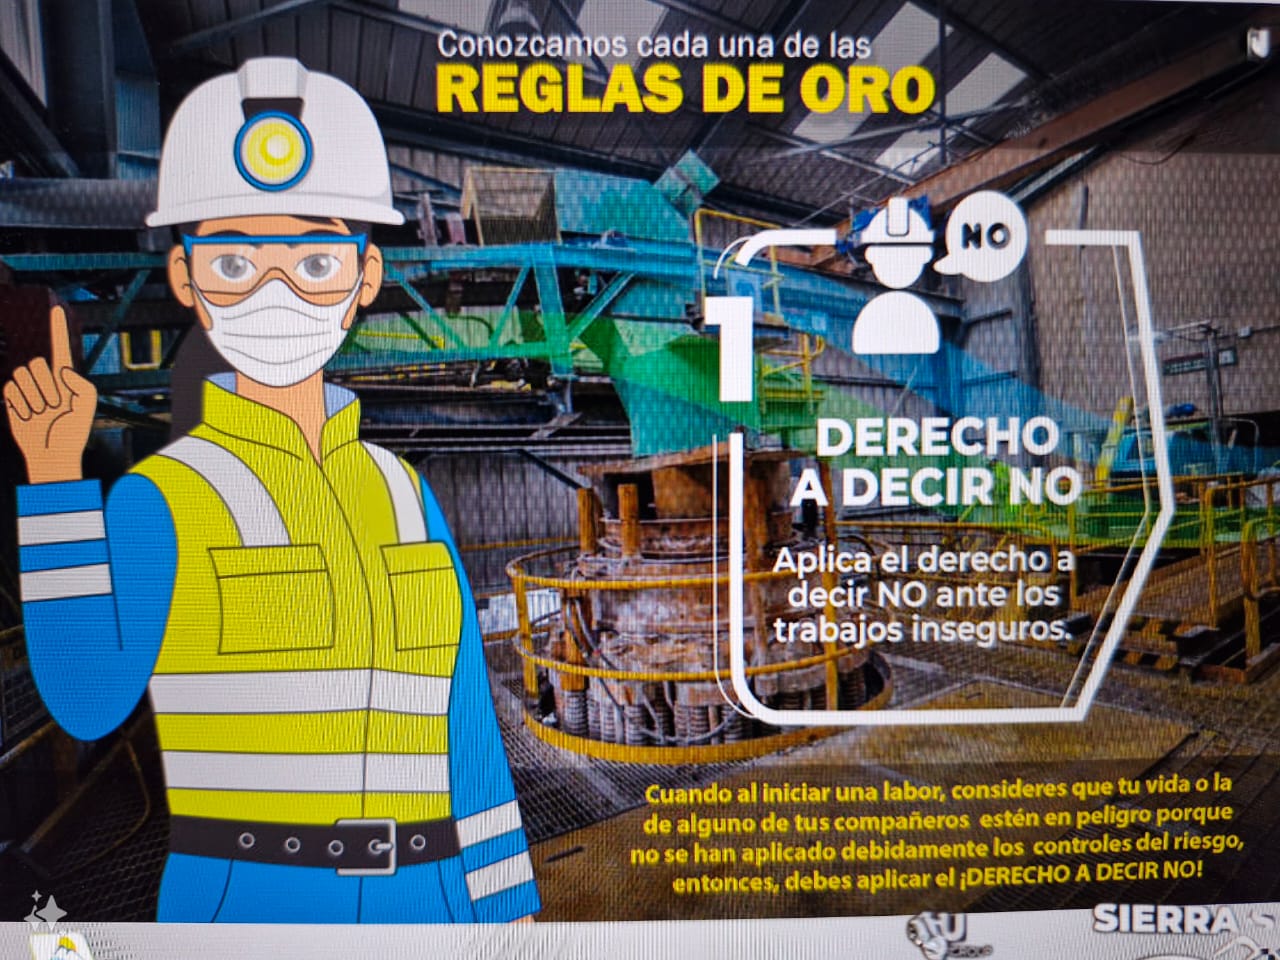 Conozcamos cada una de las
REGLAS DE ORO
NO
1
DERECHO
A DECIR NO
Aplica el derecho a
decir NO ante los
trabajos inseguros.
Cuando al iniciar una labor, consideres que tu vida o la
de alguno de tus compañeros estén en peligro porque
no se han aplicado debidamente los controles del riesgo,
entonces, debes aplicar el ¡DERECHO A DECIR NO!
SIERRA